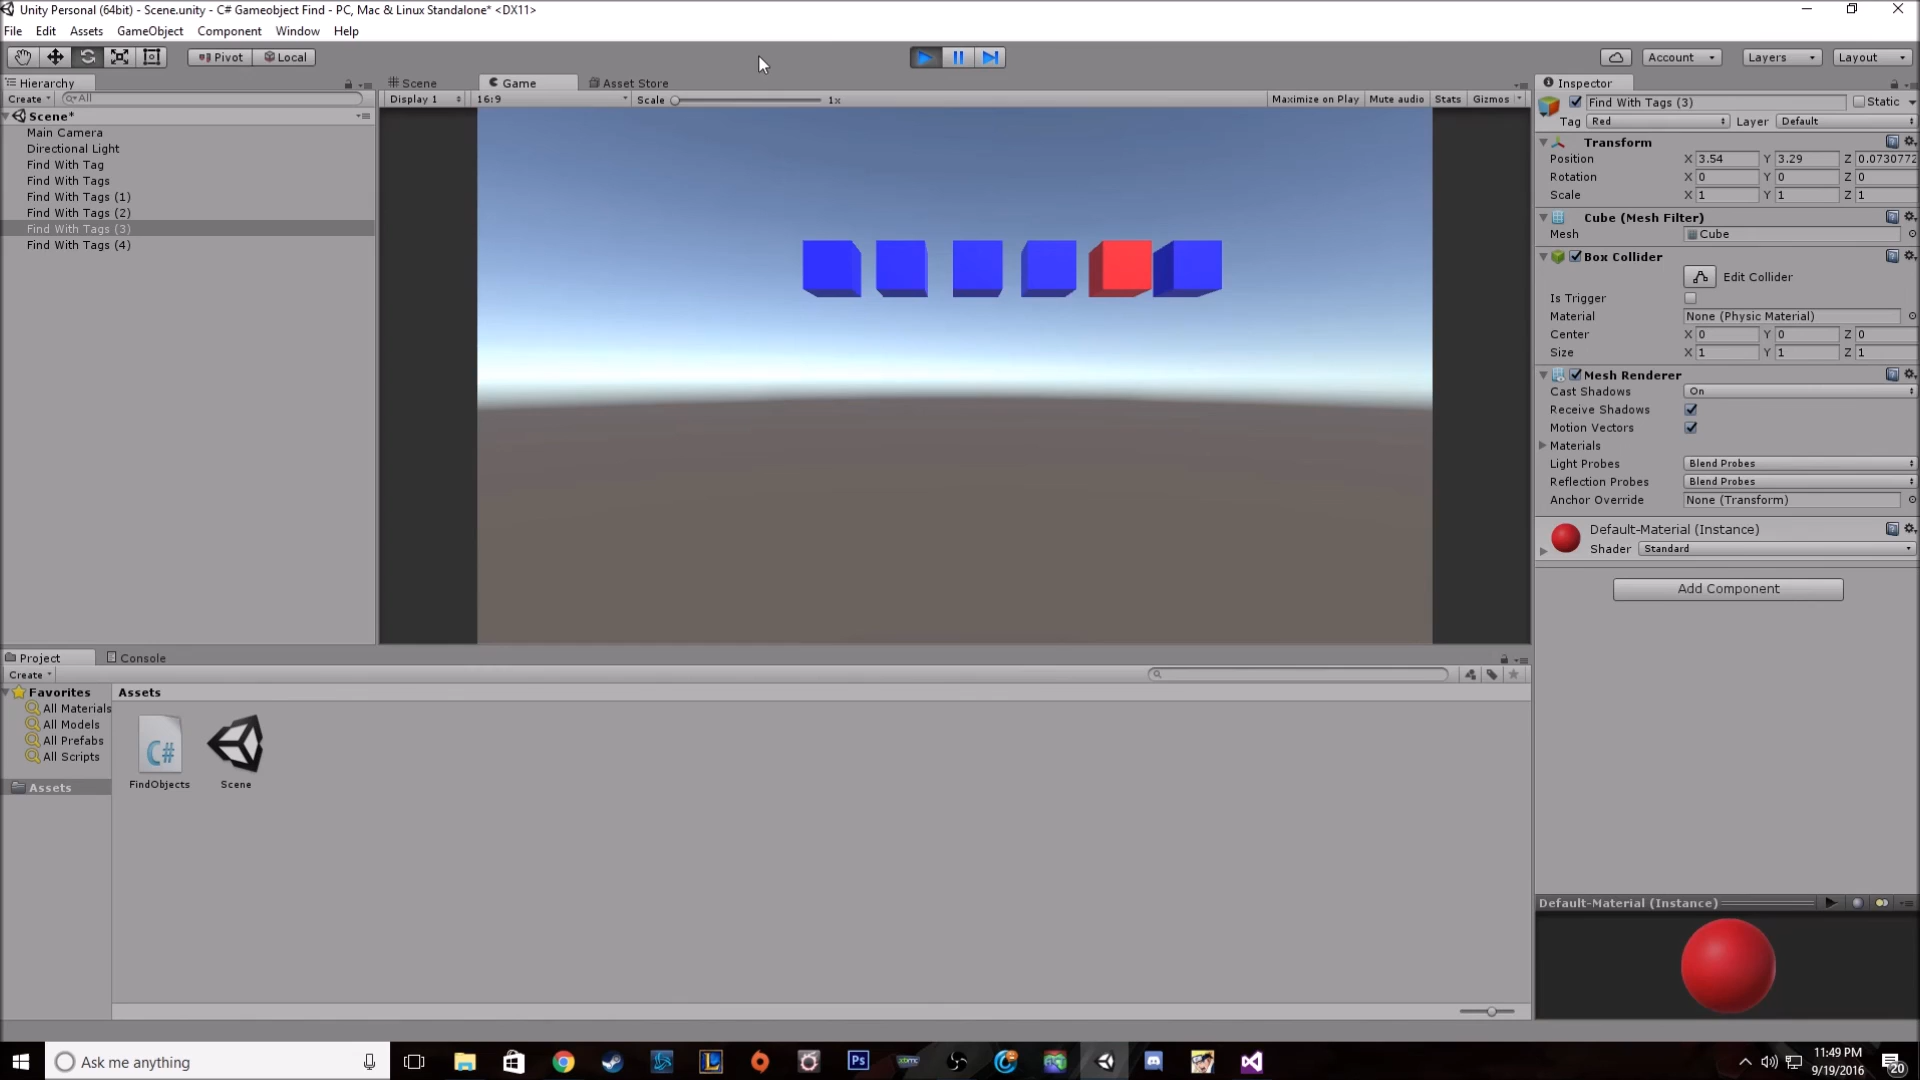 Unity Personal (64bit) - Scene.unity - C# Gameobject Find - PC, Mac & Linux Standalone* <DX11>
File Edit Assets GameObject Component Window Help
Pivot Local Account Layers Layout
Hierarchy
Create All
Scene*
Main Camera
Directional Light
Find With Tag
Find With Tags
Find With Tags (1)
Find With Tags (2)
Find With Tags (3)
Find With Tags (4)
Scene Game Asset Store
Display 1 16:9 Scale 1x Maximize on Play Mute audio Stats Gizmos
Inspector
Find With Tags (3) Static
Tag Red Layer Default
Transform
Position X 3.54 Y 3.29 Z 0.0730772
Rotation X 0 Y 0 Z 0
Scale X 1 Y 1 Z 1
Cube (Mesh Filter)
Mesh Cube
Box Collider
Edit Collider
Is Trigger
Material None (Physic Material)
Center X 0 Y 0 Z 0
Size X 1 Y 1 Z 1
Mesh Renderer
Cast Shadows On
Receive Shadows
Motion Vectors
Materials
Light Probes Blend Probes
Reflection Probes Blend Probes
Anchor Override None (Transform)
Default-Material (Instance)
Shader Standard
Add Component
Default-Material (Instance)
Project Console
Create
Favorites
All Materials
All Models
All Prefabs
All Scripts
Assets
Assets
C#
FindObjects Scene
Ask me anything
Ps
xbmc
11:49 PM
9/19/2016
20